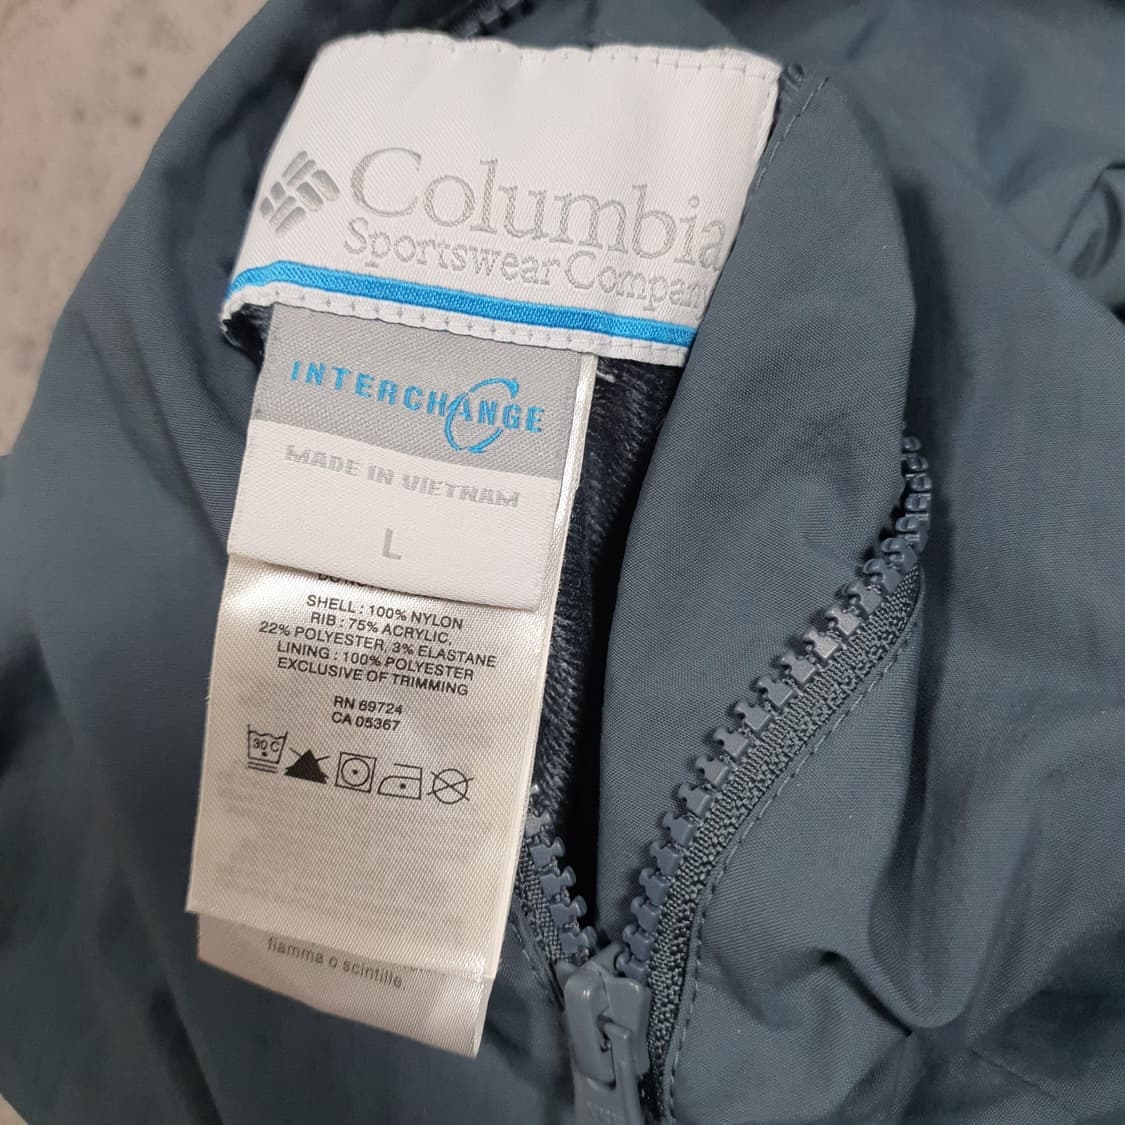 Columbia
Sportswear Company
INTERCHANGE
MADE IN VIETNAM
L
SHELL : 100% NYLON
RIB : 75% ACRYLIC,
22% POLYESTER, 3% ELASTANE
LINING : 100% POLYESTER
EXCLUSIVE OF TRIMMING
RN 69724
CA 05367
30 C
fiamma o scintille.